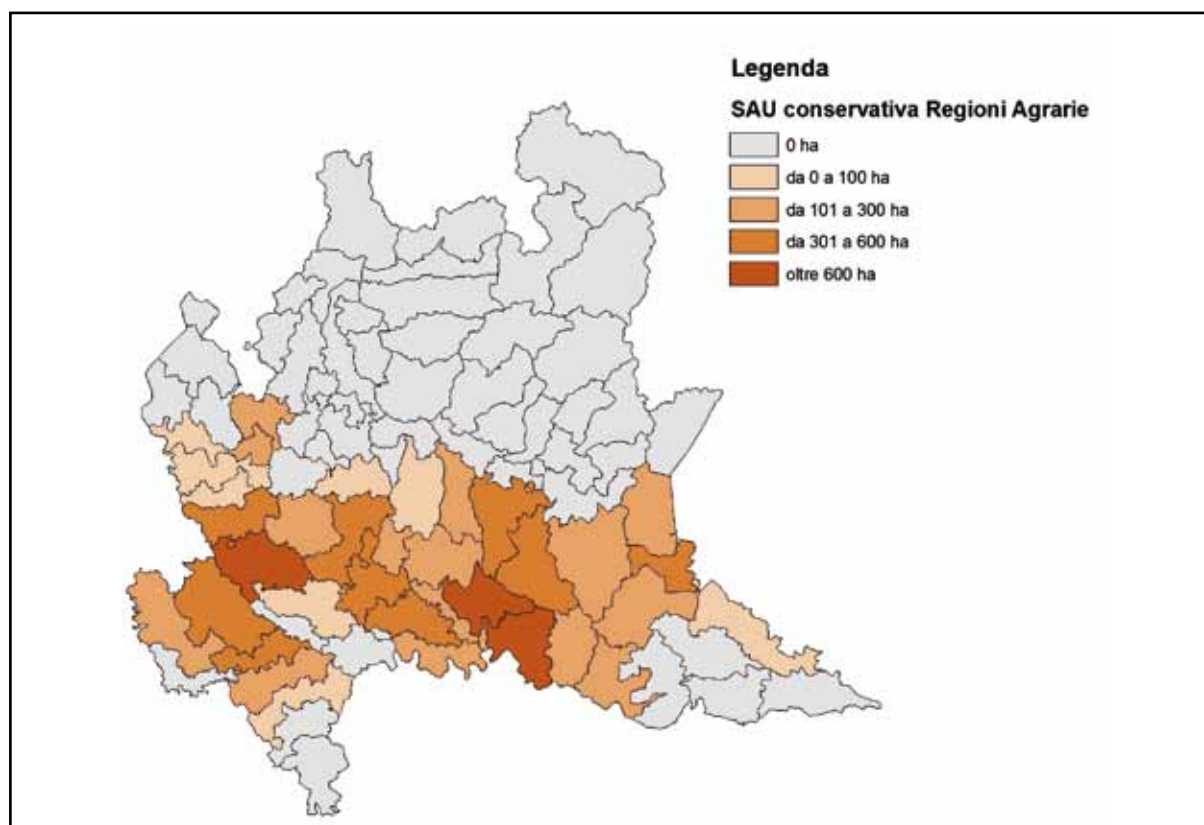 Legenda
SAU conservativa Regioni Agrarie
0 ha
da 0 a 100 ha
da 101 a 300 ha
da 301 a 600 ha
oltre 600 ha